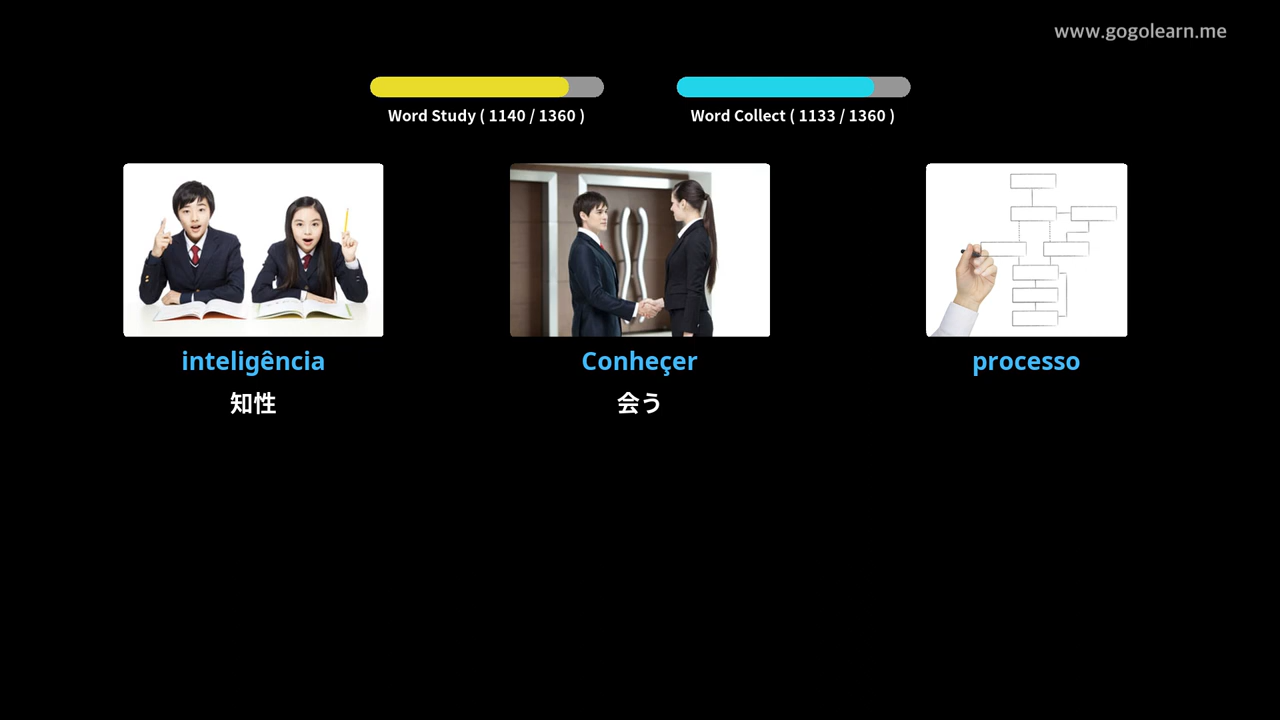 www.gogolearn.me
Word Study ( 1140 / 1360 )
Word Collect ( 1133 / 1360 )
inteligência
知性
Conheçer
会う
processo